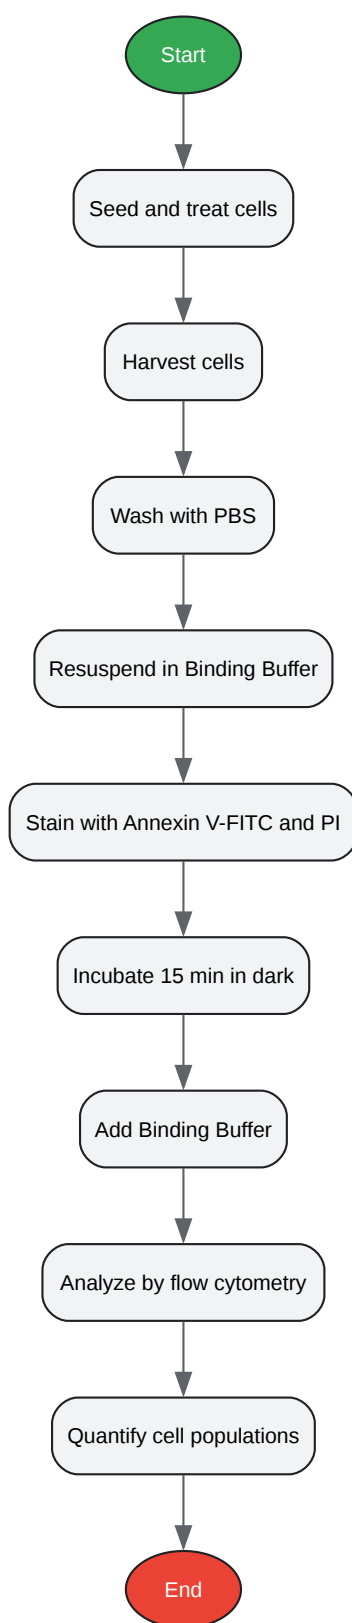 Start
Seed and treat cells
Harvest cells
Wash with PBS
Resuspend in Binding Buffer
Stain with Annexin V-FITC and PI
Incubate 15 min in dark
Add Binding Buffer
Analyze by flow cytometry
Quantify cell populations
End